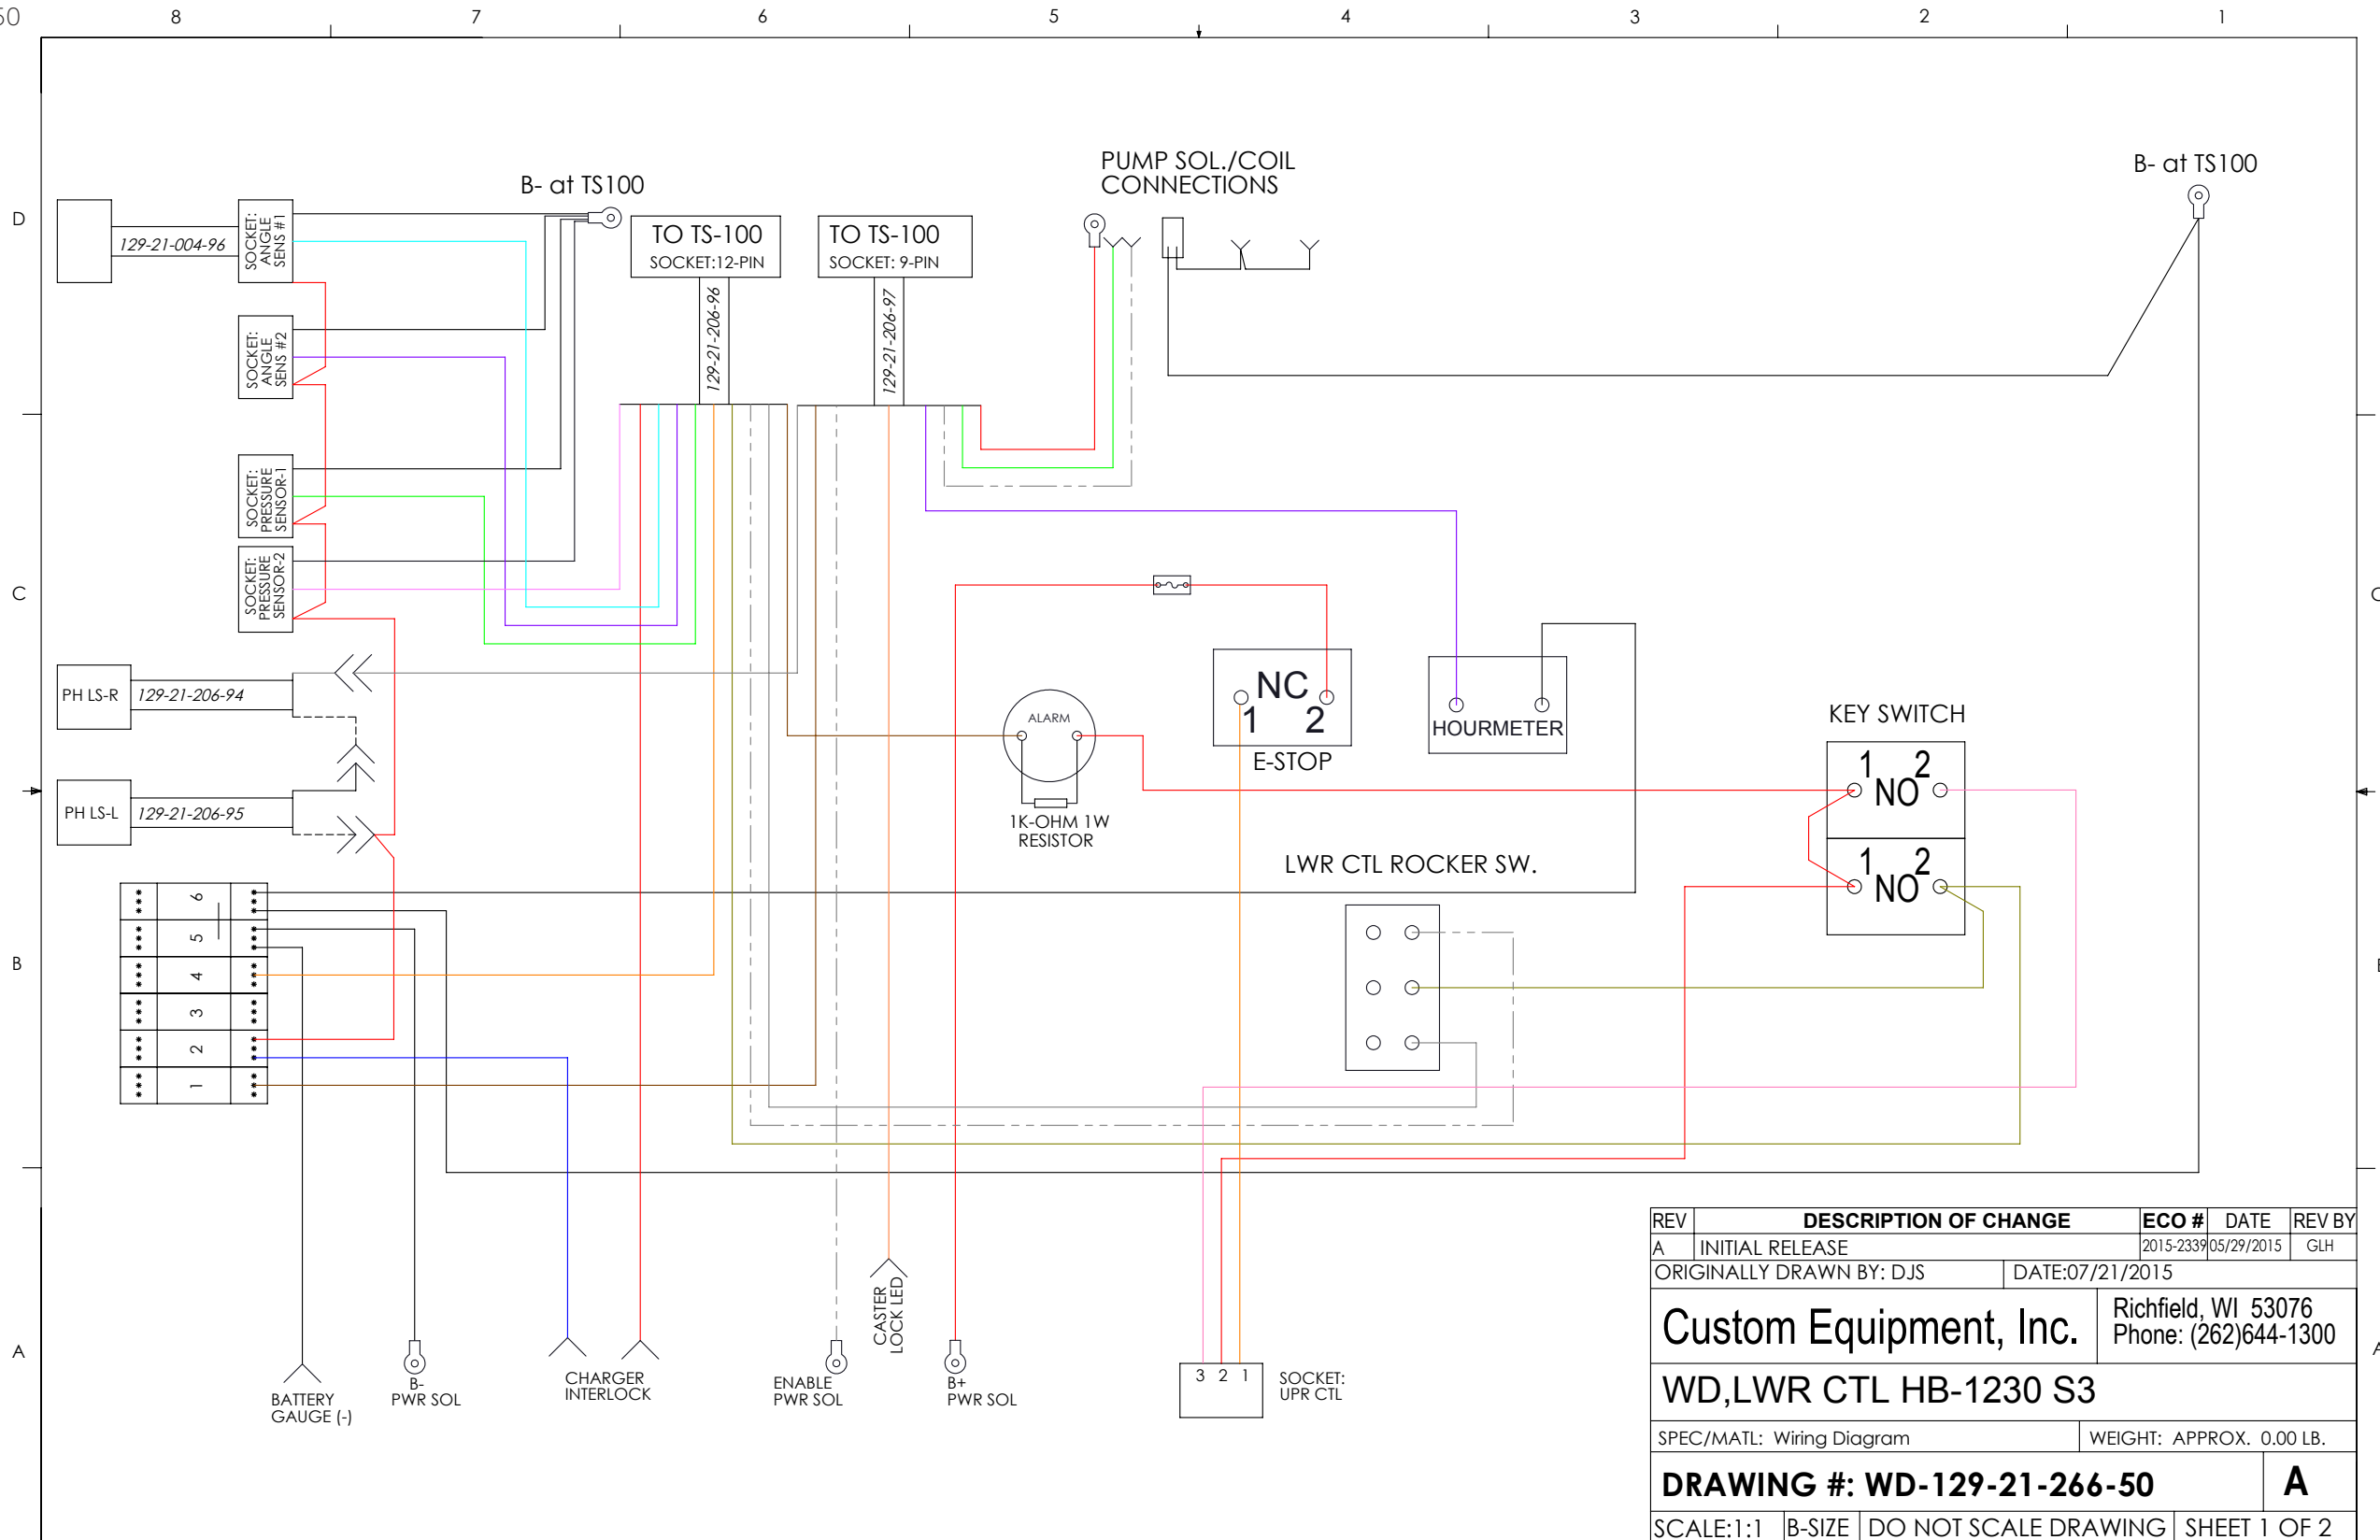 50
8 7 6 5 4 3 2 1
D
C
B
A
B- at TS100
PUMP SOL./COIL
CONNECTIONS
B- at TS100
129-21-004-96
SOCKET:
ANGLE
SENS #1
TO TS-100
SOCKET:12-PIN
TO TS-100
SOCKET: 9-PIN
129-21-206-96
129-21-206-97
SOCKET:
ANGLE
SENS #2
SOCKET:
PRESSURE
SENSOR-1
SOCKET:
PRESSURE
SENSOR-2
PH LS-R
129-21-206-94
PH LS-L
129-21-206-95
ALARM
1K-OHM 1W
RESISTOR
NC
1 2
E-STOP
HOURMETER
KEY SWITCH
1 NO 2
1 NO 2
LWR CTL ROCKER SW.
6
5
4
3
2
1
BATTERY
GAUGE (-)
B-
PWR SOL
CHARGER
INTERLOCK
ENABLE
PWR SOL
CASTER
LOCK LED
B+
PWR SOL
3 2 1
SOCKET:
UPR CTL
REV DESCRIPTION OF CHANGE ECO # DATE REV BY
A INITIAL RELEASE 2015-2339 05/29/2015 GLH
ORIGINALLY DRAWN BY: DJS DATE:07/21/2015
Custom Equipment, Inc.
Richfield, WI 53076
Phone: (262)644-1300
WD,LWR CTL HB-1230 S3
SPEC/MATL: Wiring Diagram WEIGHT: APPROX. 0.00 LB.
DRAWING #: WD-129-21-266-50 A
SCALE:1:1 B-SIZE DO NOT SCALE DRAWING SHEET 1 OF 2